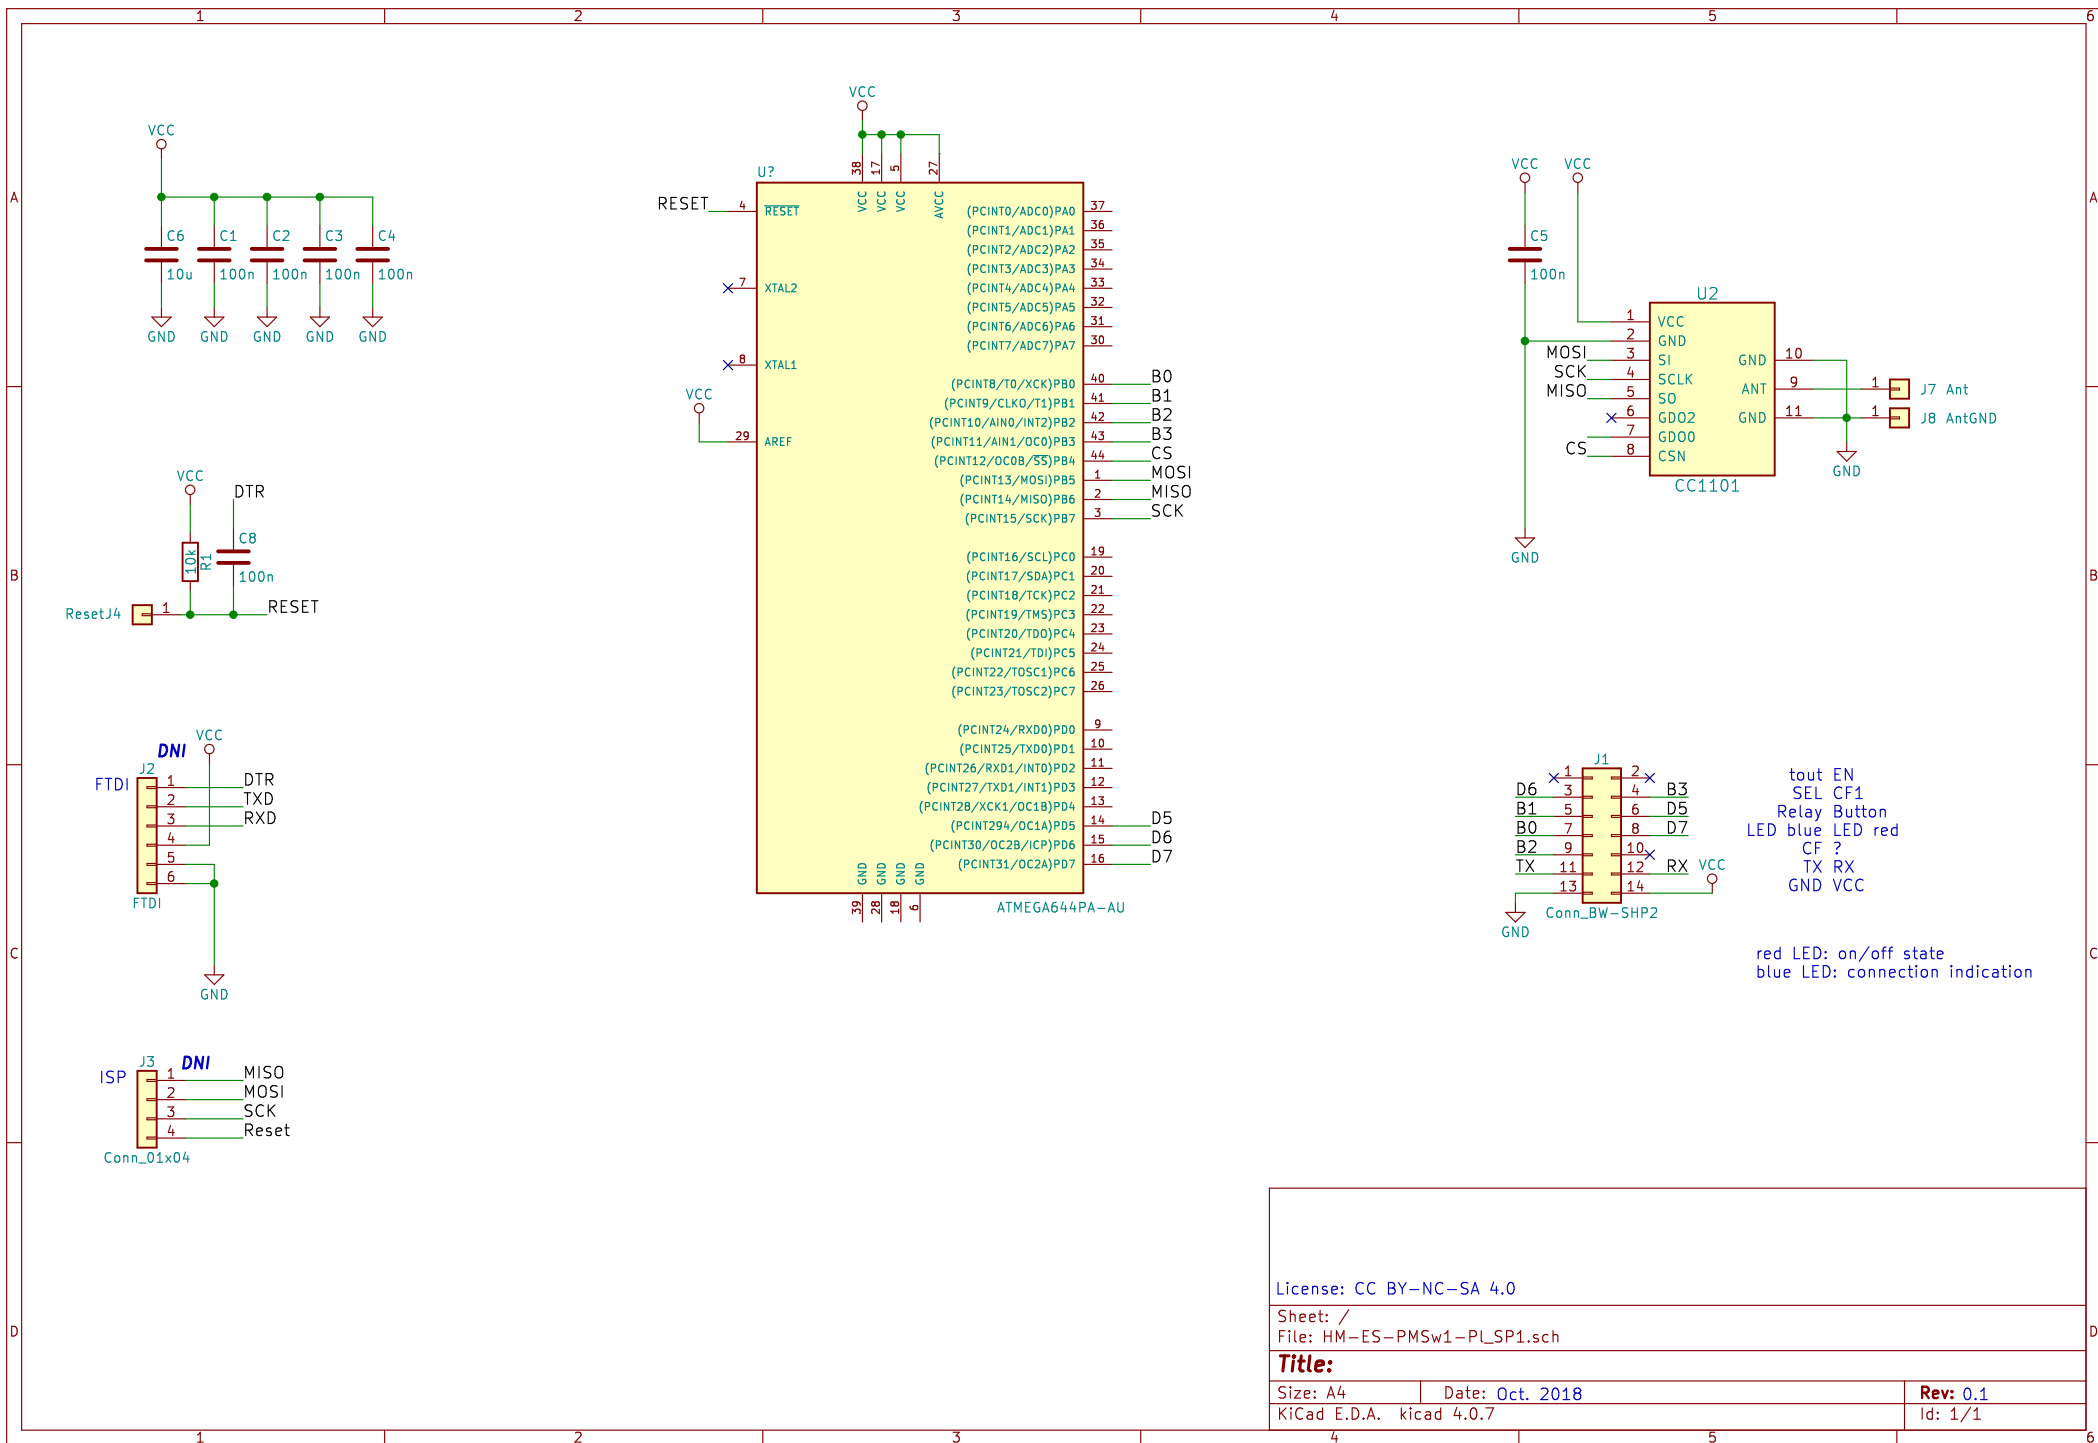 1 2 3 4 5 6
A
B
C
D
A
B
C
D
VCC
C6
10u
GND
C1
100n
GND
C2
100n
GND
C3
100n
GND
C4
100n
GND
VCC
DTR
10k
R1
C8
100n
ResetJ4
1
RESET
DNI
VCC
J2
FTDI
1 DTR
2 TXD
3 RXD
4
5
6
FTDI
GND
J3
DNI
ISP
1 MISO
2 MOSI
3 SCK
4 Reset
Conn_01x04
VCC
U?
38 17 5 27
VCC VCC VCC AVCC
RESET 4 RESET
7 XTAL2
8 XTAL1
VCC
29 AREF
(PCINT0/ADC0)PA0 37
(PCINT1/ADC1)PA1 36
(PCINT2/ADC2)PA2 35
(PCINT3/ADC3)PA3 34
(PCINT4/ADC4)PA4 33
(PCINT5/ADC5)PA5 32
(PCINT6/ADC6)PA6 31
(PCINT7/ADC7)PA7 30
(PCINT8/T0/XCK)PB0 40 B0
(PCINT9/CLKO/T1)PB1 41 B1
(PCINT10/AIN0/INT2)PB2 42 B2
(PCINT11/AIN1/OC0)PB3 43 B3
(PCINT12/OC0B/SS)PB4 44 CS
(PCINT13/MOSI)PB5 1 MOSI
(PCINT14/MISO)PB6 2 MISO
(PCINT15/SCK)PB7 3 SCK
(PCINT16/SCL)PC0 19
(PCINT17/SDA)PC1 20
(PCINT18/TCK)PC2 21
(PCINT19/TMS)PC3 22
(PCINT20/TDO)PC4 23
(PCINT21/TDI)PC5 24
(PCINT22/TOSC1)PC6 25
(PCINT23/TOSC2)PC7 26
(PCINT24/RXD0)PD0 9
(PCINT25/TXD0)PD1 10
(PCINT26/RXD1/INT0)PD2 11
(PCINT27/TXD1/INT1)PD3 12
(PCINT28/XCK1/OC1B)PD4 13
(PCINT294/OC1A)PD5 14 D5
(PCINT30/OC2B/ICP)PD6 15 D6
(PCINT31/OC2A)PD7 16 D7
GND GND GND GND
39 28 18 6
ATMEGA644PA-AU
VCC VCC
C5
100n
GND
U2
1 VCC
2 GND
MOSI 3 SI
SCK 4 SCLK
MISO 5 SO
6 GDO2
7 GDO0
CS 8 CSN
GND 10
ANT 9 1 J7 Ant
GND 11 1 J8 AntGND
GND
CC1101
J1
1 2
D6 3 4 B3
B1 5 6 D5
B0 7 8 D7
B2 9 10
TX 11 12 RX
13 14 VCC
GND
Conn_BW-SHP2
tout EN
SEL CF1
Relay Button
LED blue LED red
CF ?
TX RX
GND VCC
red LED: on/off state
blue LED: connection indication
License: CC BY-NC-SA 4.0
Sheet: /
File: HM-ES-PMSw1-Pl_SP1.sch
Title:
Size: A4 Date: Oct. 2018 Rev: 0.1
KiCad E.D.A. kicad 4.0.7 Id: 1/1
1 2 3 4 5 6